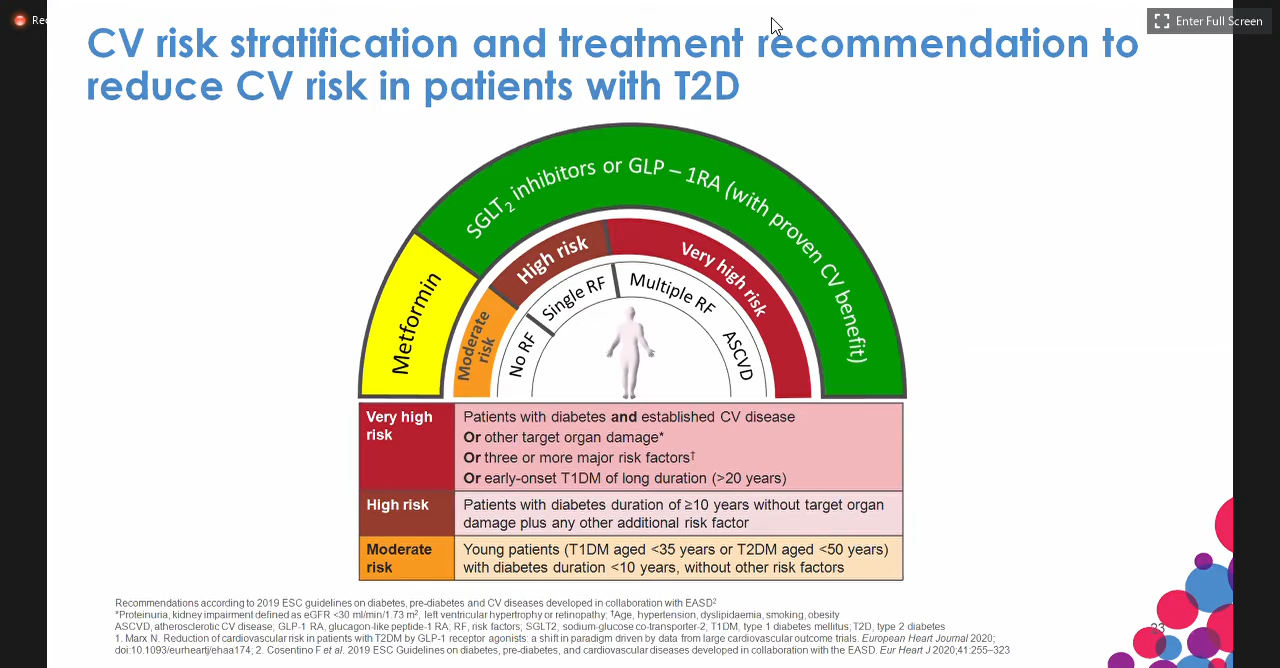 Rec
Enter Full Screen
CV risk stratification and treatment recommendation to
reduce CV risk in patients with T2D
SGLT2 inhibitors or GLP – 1RA (with proven CV benefit)
Metformin
Moderate
risk
High risk
Very high risk
No RF
Single RF
Multiple RF
ASCVD
Very high
risk
Patients with diabetes and established CV disease
Or other target organ damage*
Or three or more major risk factors†
Or early-onset T1DM of long duration (>20 years)
High risk
Patients with diabetes duration of ≥10 years without target organ
damage plus any other additional risk factor
Moderate
risk
Young patients (T1DM aged <35 years or T2DM aged <50 years)
with diabetes duration <10 years, without other risk factors
Recommendations according to 2019 ESC guidelines on diabetes, pre-diabetes and CV diseases developed in collaboration with EASD²
*Proteinuria, kidney impairment defined as eGFR <30 ml/min/1.73 m², left ventricular hypertrophy or retinopathy; †Age, hypertension, dyslipidaemia, smoking, obesity
ASCVD, atherosclerotic CV disease; GLP-1 RA, glucagon-like peptide-1 RA; RF, risk factors; SGLT2, sodium-glucose co-transporter-2; T1DM, type 1 diabetes mellitus; T2D, type 2 diabetes
1. Marx N. Reduction of cardiovascular risk in patients with T2DM by GLP-1 receptor agonists: a shift in paradigm driven by data from large cardiovascular outcome trials. European Heart Journal 2020;
doi:10.1093/eurheartj/ehaa174; 2. Cosentino F et al. 2019 ESC Guidelines on diabetes, pre-diabetes, and cardiovascular diseases developed in collaboration with the EASD. Eur Heart J 2020;41:255–323
23